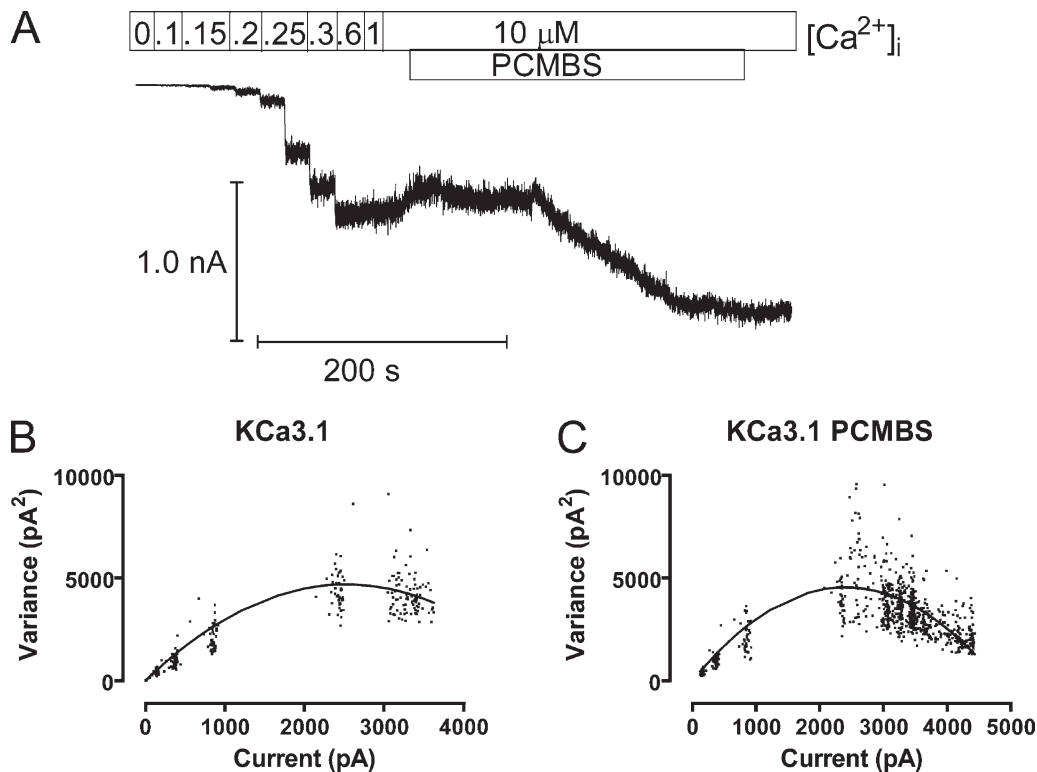 A
0 .1 .15 .2 .25 .3 .6 1 10 μM [Ca2+]i
PCMBS
1.0 nA
200 s
B
KCa3.1
Variance (pA2)
10000
5000
0
0 1000 2000 3000 4000
Current (pA)
C
KCa3.1 PCMBS
Variance (pA2)
10000
5000
0
0 1000 2000 3000 4000 5000
Current (pA)